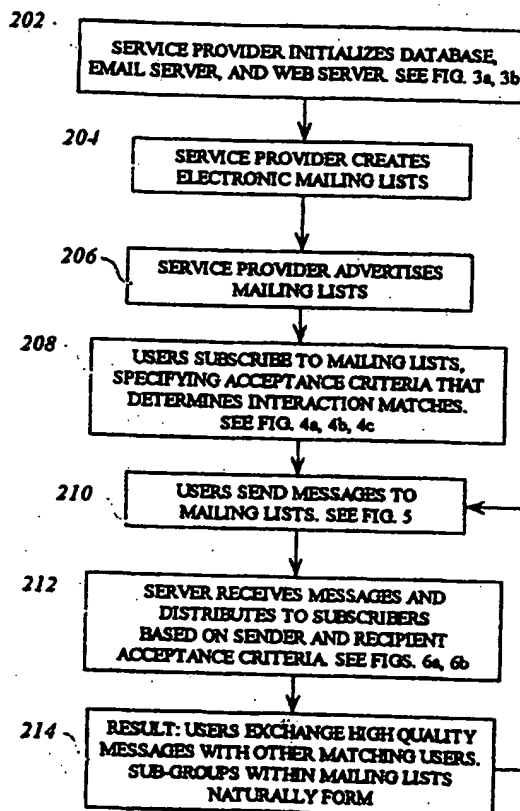 202
SERVICE PROVIDER INITIALIZES DATABASE,
EMAIL SERVER, AND WEB SERVER. SEE FIG. 3a, 3b
204
SERVICE PROVIDER CREATES
ELECTRONIC MAILING LISTS
206
SERVICE PROVIDER ADVERTISES
MAILING LISTS
208
USERS SUBSCRIBE TO MAILING LISTS,
SPECIFYING ACCEPTANCE CRITERIA THAT
DETERMINES INTERACTION MATCHES.
SEE FIG. 4a, 4b, 4c
210
USERS SEND MESSAGES TO
MAILING LISTS. SEE FIG. 5
212
SERVER RECEIVES MESSAGES AND
DISTRIBUTES TO SUBSCRIBERS
BASED ON SENDER AND RECIPIENT
ACCEPTANCE CRITERIA. SEE FIGS. 6a, 6b
214
RESULT: USERS EXCHANGE HIGH QUALITY
MESSAGES WITH OTHER MATCHING USERS.
SUB-GROUPS WITHIN MAILING LISTS
NATURALLY FORM